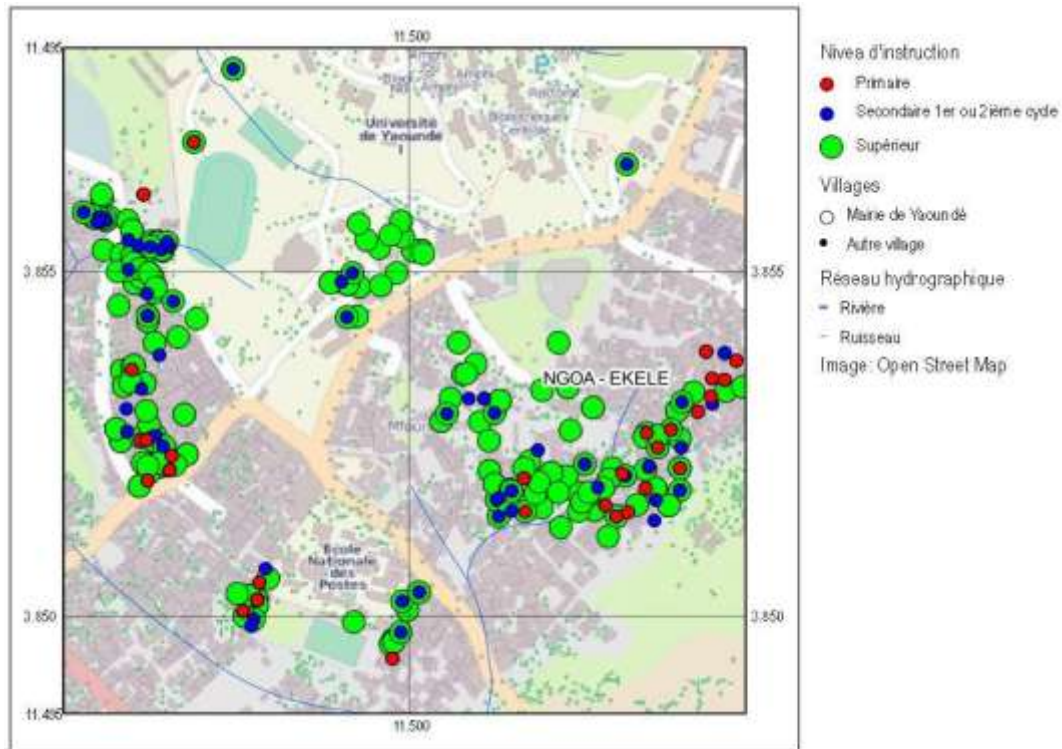 11.495
11.500
Université
de Yaoundé
I
Bibliothèque
Centrale
P
3.855
3.855
NGOA - EKELE
Ecole
Nationale
des
Postes
3.850
3.850
11.495
11.500
Nivea d'instruction
Primaire
Secondaire 1er ou 2ième cycle
Supérieur
Villages
Mairie de Yaoundé
Autre village
Réseau hydrographique
Rivière
Ruisseau
Image: Open Street Map